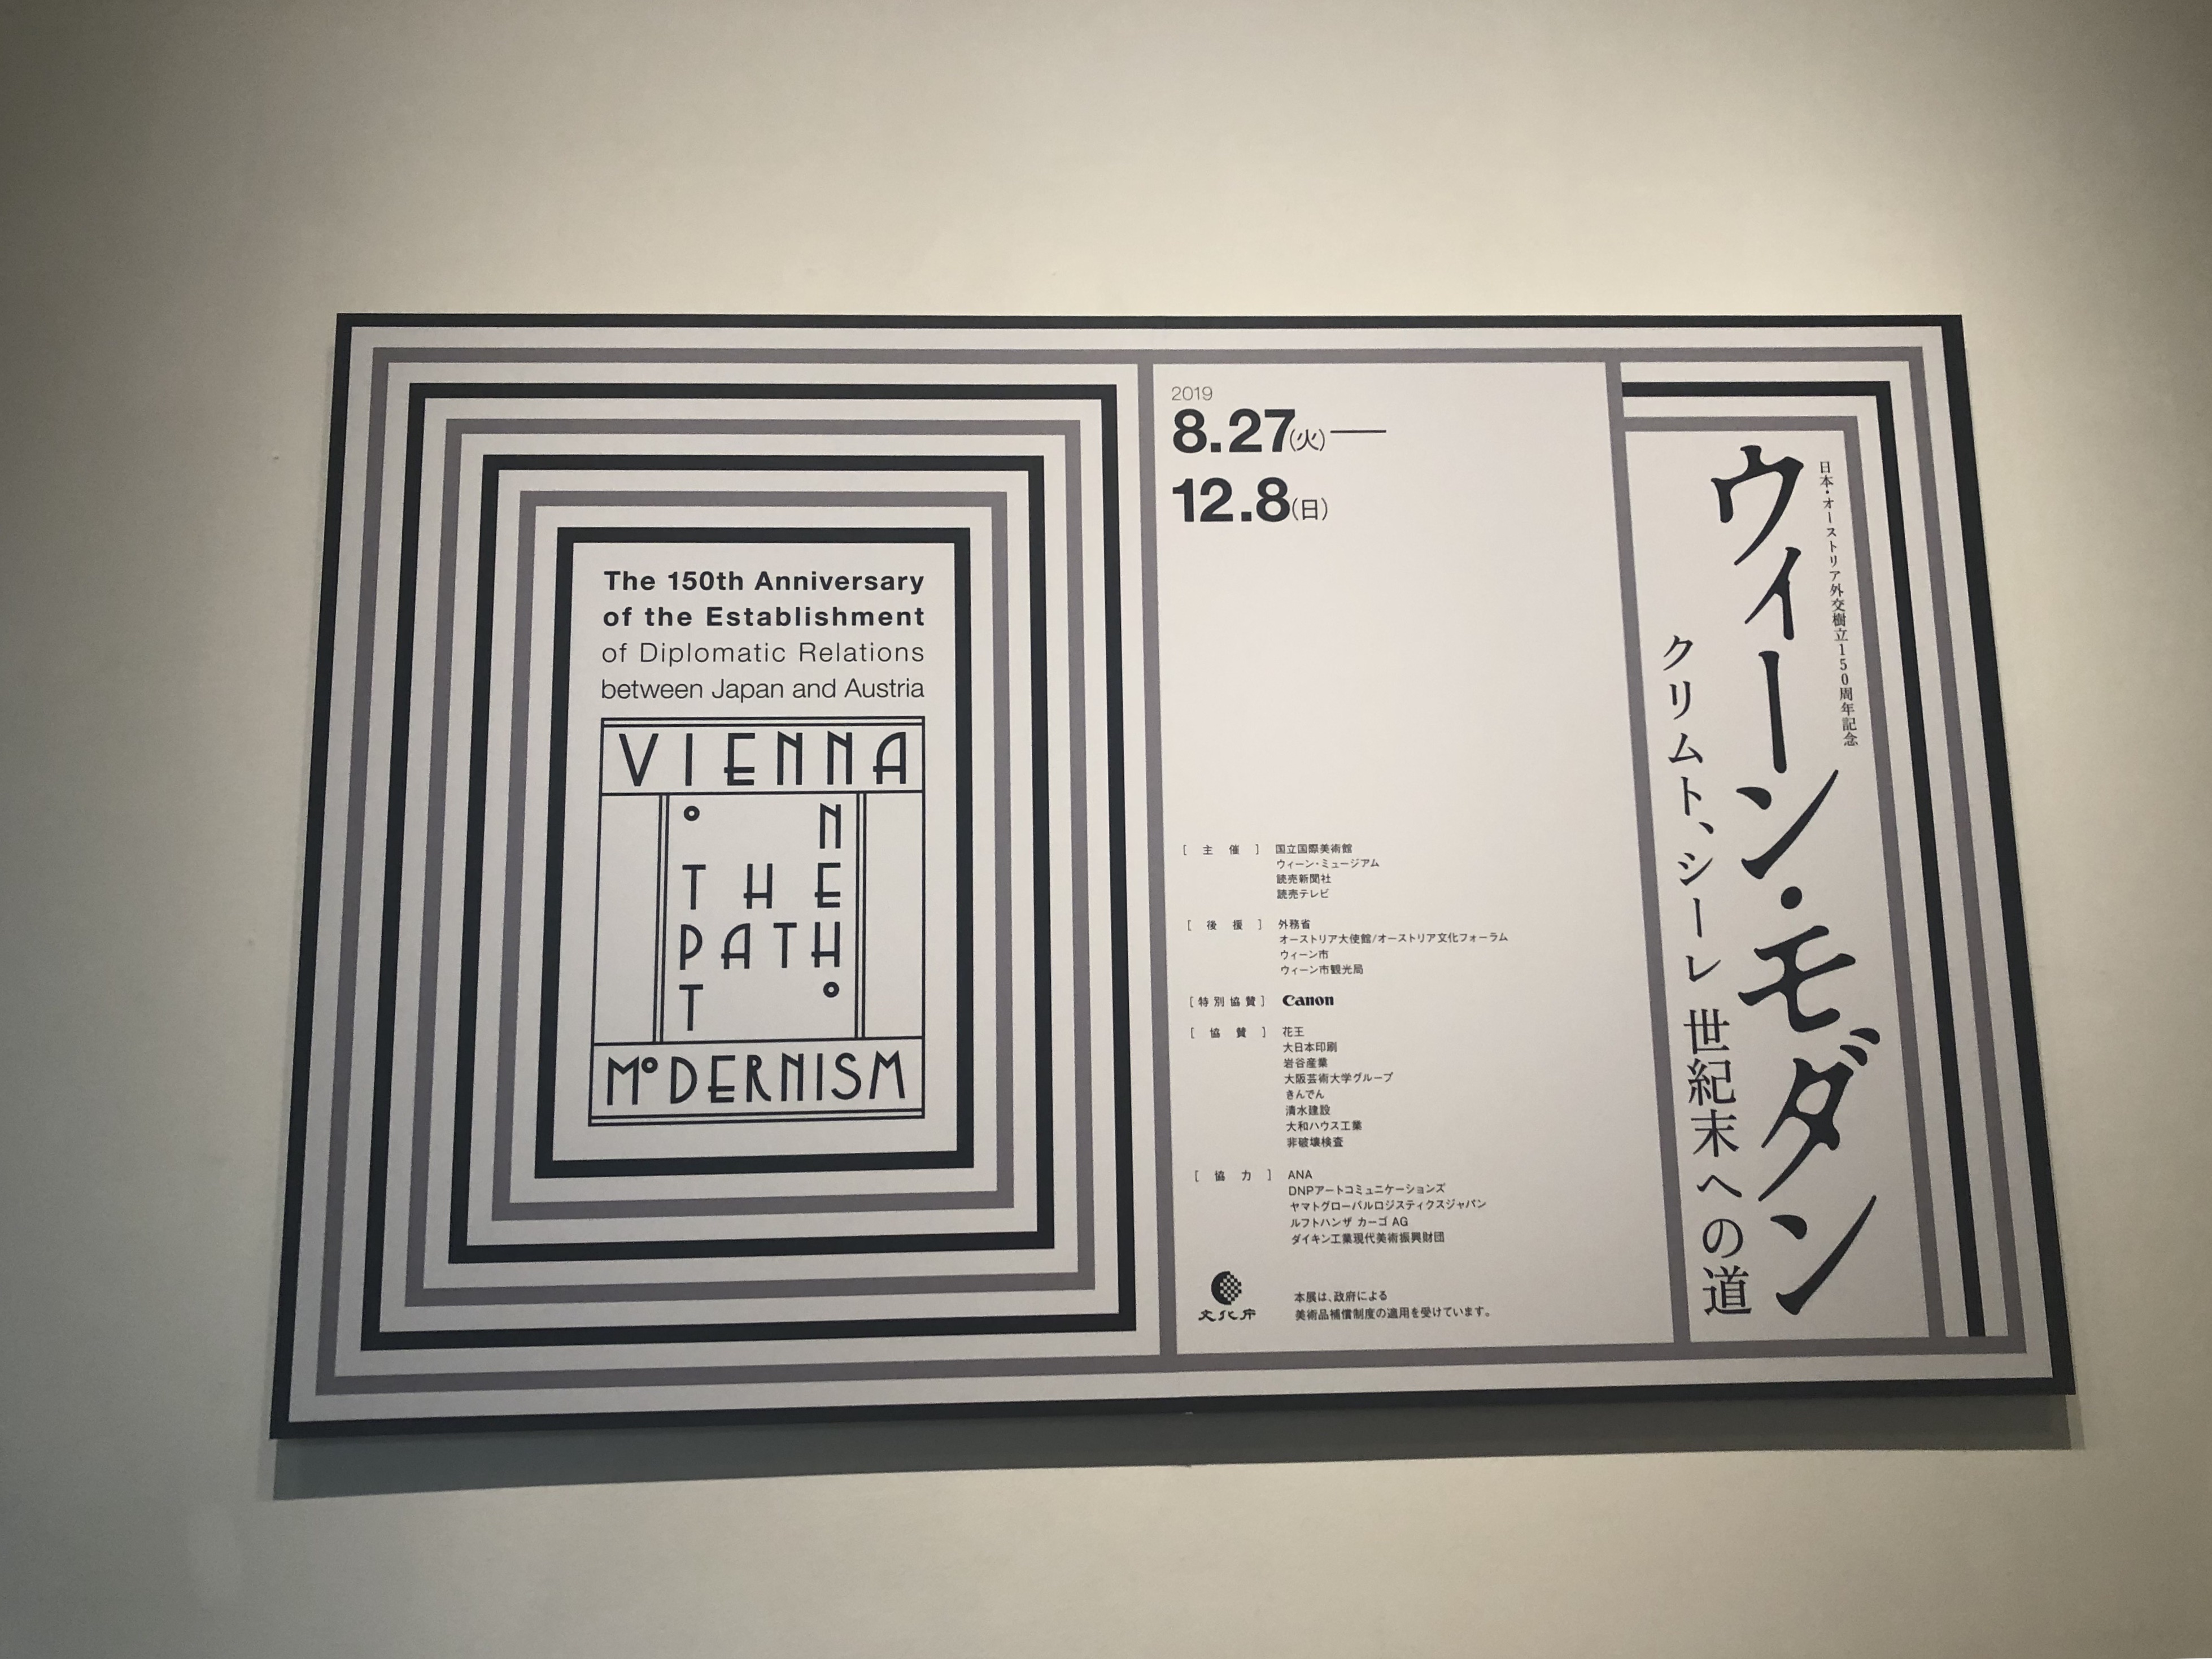 The 150th Anniversary
of the Establishment
of Diplomatic Relations
between Japan and Austria
VIENNA
ON
THE
PATH
TO
MODERNISM
2019
8.27(火)—
12.8(日)
[主催] 国立国際美術館
ウィーン・ミュージアム
読売新聞社
読売テレビ
[後援] 外務省
オーストリア大使館/オーストリア文化フォーラム
ウィーン市
ウィーン市観光局
[特別協賛] Canon
[協賛] 花王
大日本印刷
岩谷産業
大阪芸術大学グループ
きんでん
清水建設
大和ハウス工業
非破壊検査
[協力] ANA
DNPアートコミュニケーションズ
ヤマトグローバルロジスティクスジャパン
ルフトハンザ カーゴ AG
ダイキン工業現代美術振興財団
文化庁
本展は、政府による
美術品補償制度の適用を受けています。
日本・オーストリア外交樹立150周年記念
ウィーン・モダン
クリムト、シーレ 世紀末への道